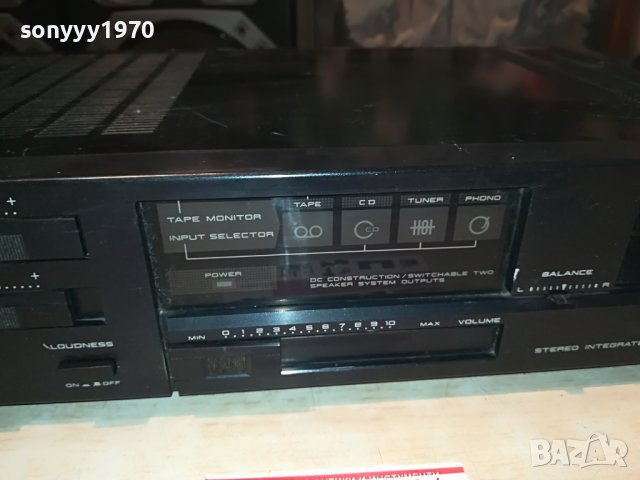 sonyyy1970
TAPE CD TUNER PHONO
TAPE MONITOR
INPUT SELECTOR
CD
POWER
DC CONSTRUCTION/SWITCHABLE TWO
SPEAKER SYSTEM OUTPUTS
BALANCE
L R
MIN 0 1 2 3 4 5 6 7 8 9 10 MAX VOLUME
LOUDNESS
ON OFF
STEREO INTEGRATE
BAZAR
.bg